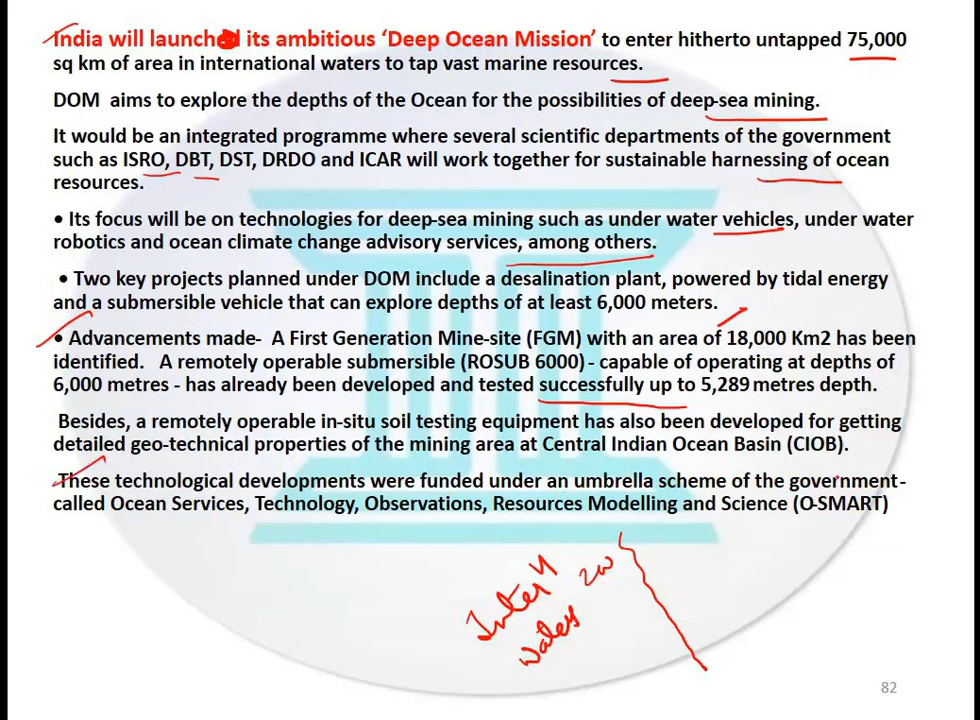 India will launched its ambitious 'Deep Ocean Mission' to enter hitherto untapped 75,000
sq km of area in international waters to tap vast marine resources.
DOM aims to explore the depths of the Ocean for the possibilities of deep-sea mining.
It would be an integrated programme where several scientific departments of the government
such as ISRO, DBT, DST, DRDO and ICAR will work together for sustainable harnessing of ocean
resources.
• Its focus will be on technologies for deep-sea mining such as under water vehicles, under water
robotics and ocean climate change advisory services, among others.
• Two key projects planned under DOM include a desalination plant, powered by tidal energy
and a submersible vehicle that can explore depths of at least 6,000 meters.
• Advancements made- A First Generation Mine-site (FGM) with an area of 18,000 Km2 has been
identified. A remotely operable submersible (ROSUB 6000) - capable of operating at depths of
6,000 metres - has already been developed and tested successfully up to 5,289 metres depth.
Besides, a remotely operable in-situ soil testing equipment has also been developed for getting
detailed geo-technical properties of the mining area at Central Indian Ocean Basin (CIOB).
These technological developments were funded under an umbrella scheme of the government-
called Ocean Services, Technology, Observations, Resources Modelling and Science (O-SMART)
Inter
Waters
82